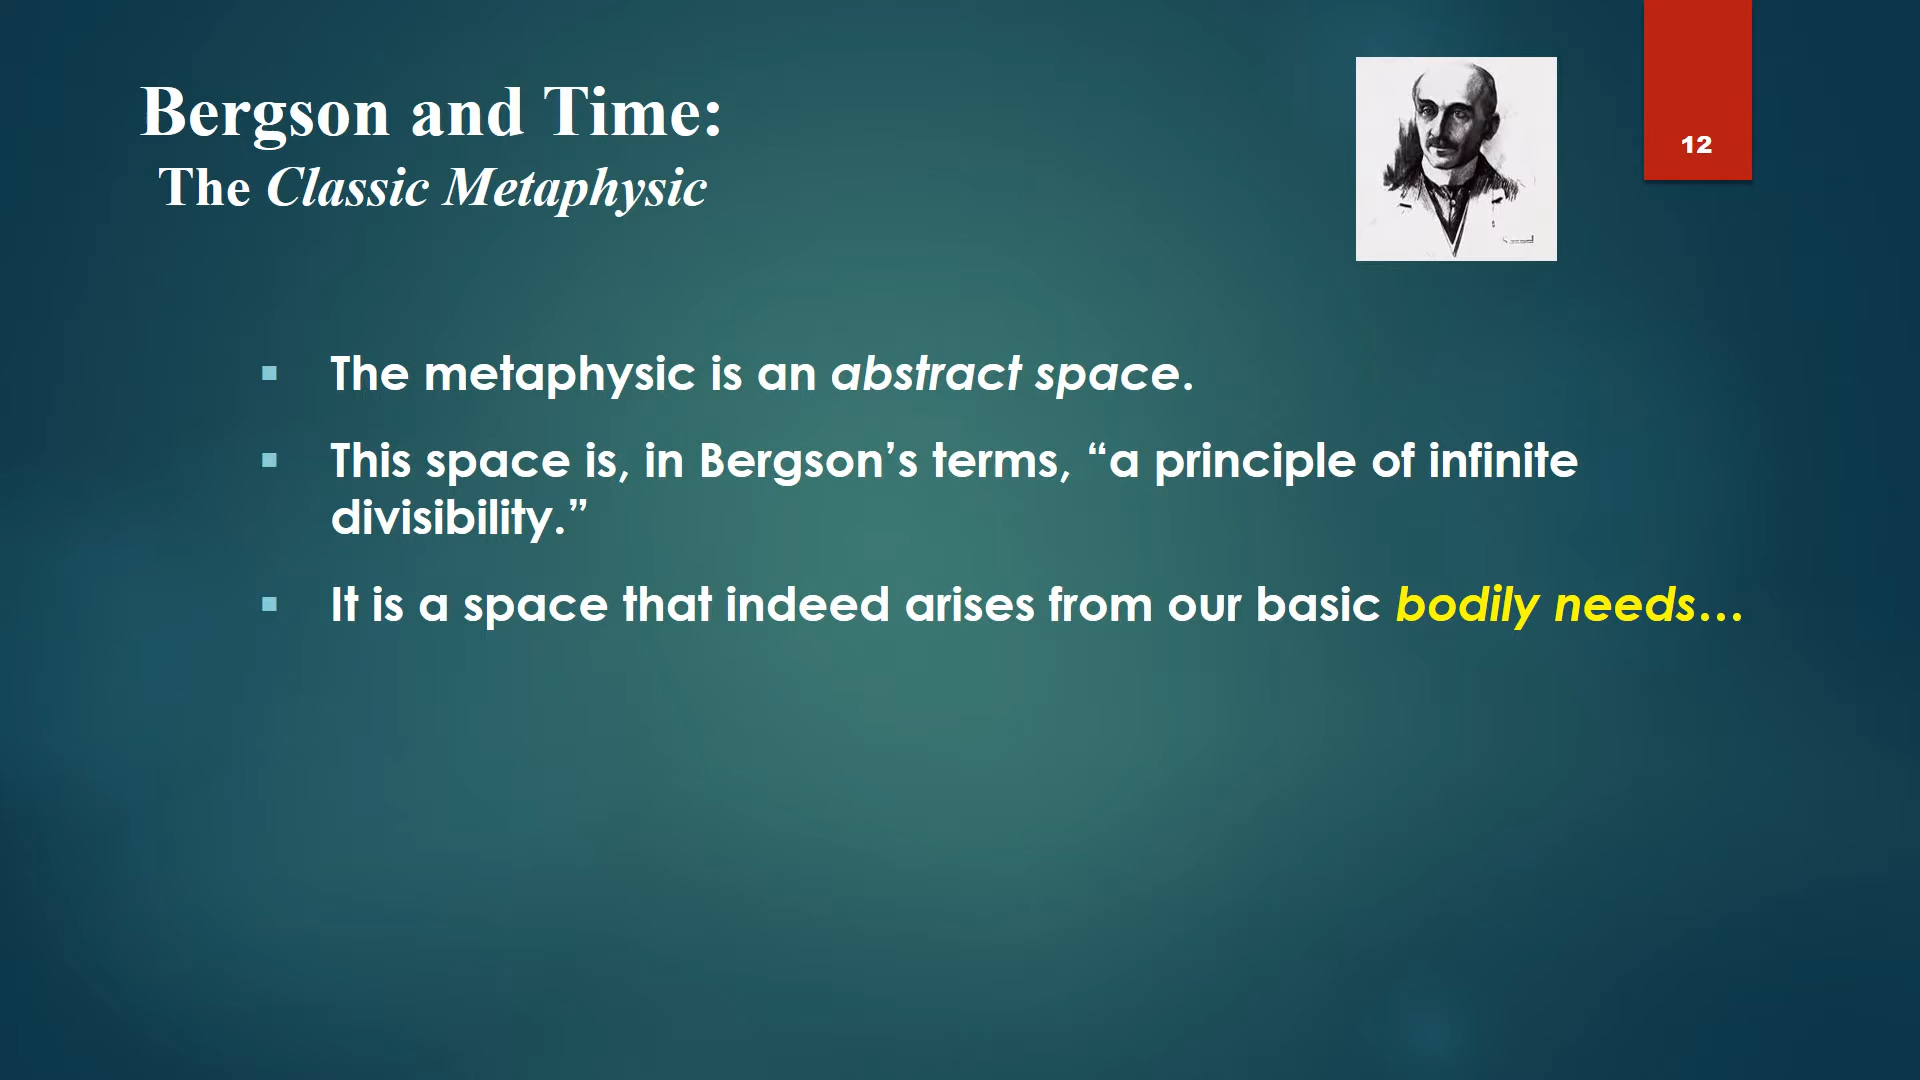 Bergson and Time:
The Classic Metaphysic
12
The metaphysic is an abstract space.
This space is, in Bergson’s terms, “a principle of infinite
divisibility.”
It is a space that indeed arises from our basic bodily needs…